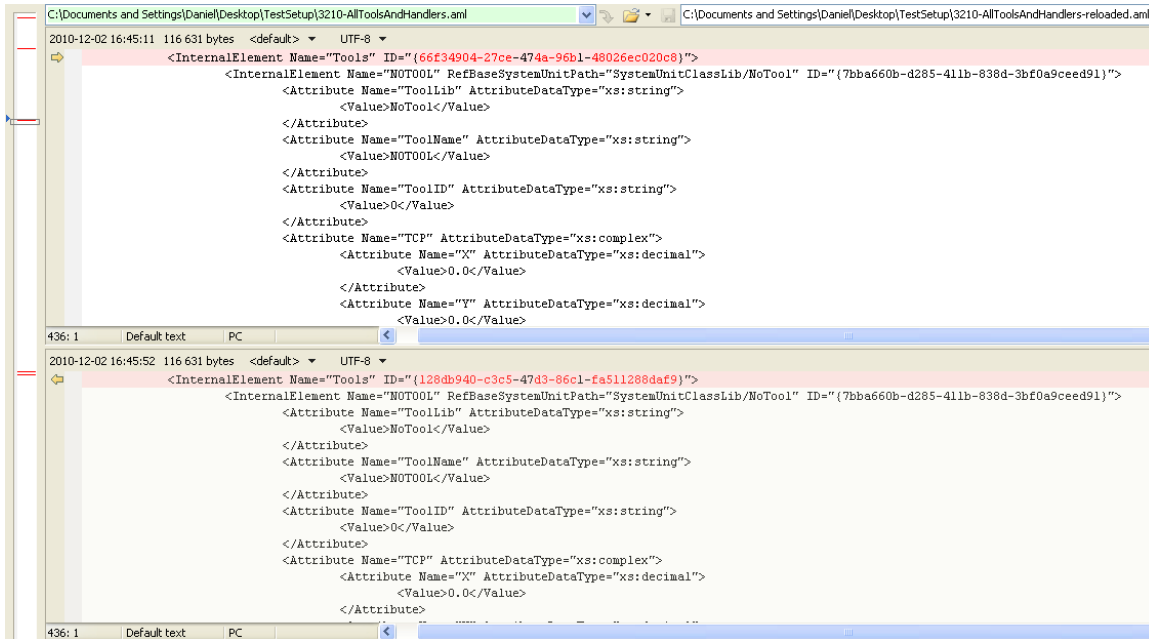 C:\Documents and Settings\Daniel\Desktop\TestSetup\3210-AllToolsAndHandlers.aml C:\Documents and Settings\Daniel\Desktop\TestSetup\3210-AllToolsAndHandlers-reloaded.aml
2010-12-02 16:45:11 116 631 bytes <default> UTF-8
<InternalElement Name="Tools" ID="{66f34904-27ce-474a-96b1-48026ec020c8}">
<InternalElement Name="NOTOOL" RefBaseSystemUnitPath="SystemUnitClassLib/NoTool" ID="{7bba660b-d285-411b-838d-3bf0a9ceed91}">
<Attribute Name="ToolLib" AttributeDataType="xs:string">
<Value>NoTool</Value>
</Attribute>
<Attribute Name="ToolName" AttributeDataType="xs:string">
<Value>NOTOOL</Value>
</Attribute>
<Attribute Name="ToolID" AttributeDataType="xs:string">
<Value>0</Value>
</Attribute>
<Attribute Name="TCP" AttributeDataType="xs:complex">
<Attribute Name="X" AttributeDataType="xs:decimal">
<Value>0.0</Value>
</Attribute>
<Attribute Name="Y" AttributeDataType="xs:decimal">
<Value>0.0</Value>
436: 1 Default text PC
2010-12-02 16:45:52 116 631 bytes <default> UTF-8
<InternalElement Name="Tools" ID="{128db940-c3c5-47d3-86c1-fa511288daf9}">
<InternalElement Name="NOTOOL" RefBaseSystemUnitPath="SystemUnitClassLib/NoTool" ID="{7bba660b-d285-411b-838d-3bf0a9ceed91}">
<Attribute Name="ToolLib" AttributeDataType="xs:string">
<Value>NoTool</Value>
</Attribute>
<Attribute Name="ToolName" AttributeDataType="xs:string">
<Value>NOTOOL</Value>
</Attribute>
<Attribute Name="ToolID" AttributeDataType="xs:string">
<Value>0</Value>
</Attribute>
<Attribute Name="TCP" AttributeDataType="xs:complex">
<Attribute Name="X" AttributeDataType="xs:decimal">
<Value>0.0</Value>
</Attribute>
436: 1 Default text PC